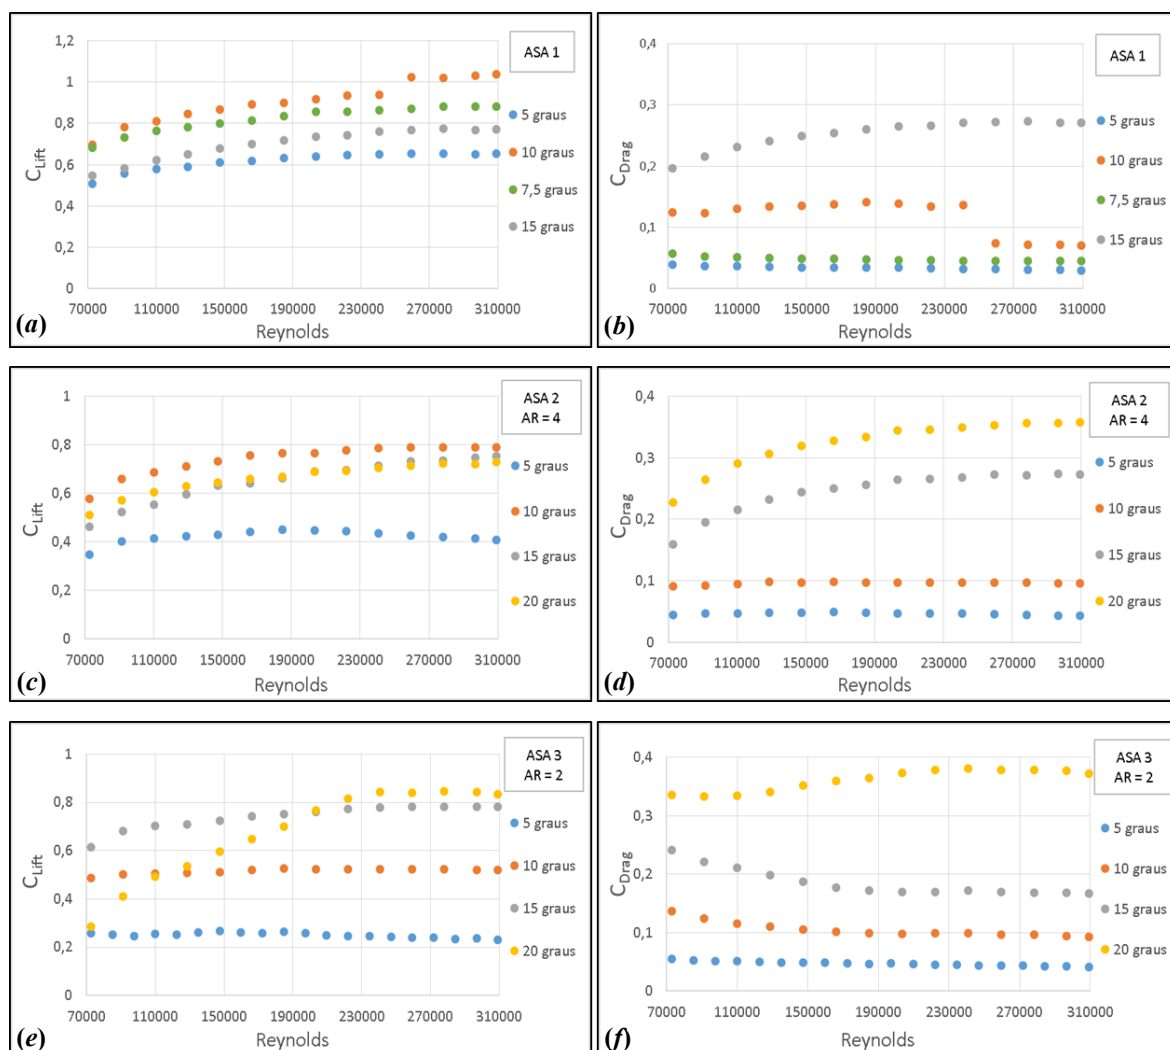 1,2
1
0,8
0,6
0,4
0,2
0
C_Lift
70000 110000 150000 190000 230000 270000 310000
Reynolds
ASA 1
5 graus
10 graus
7,5 graus
15 graus
(a)
0,4
0,3
0,2
0,1
0
C_Drag
70000 110000 150000 190000 230000 270000 310000
Reynolds
ASA 1
5 graus
10 graus
7,5 graus
15 graus
(b)
1
0,8
0,6
0,4
0,2
0
C_Lift
70000 110000 150000 190000 230000 270000 310000
Reynolds
ASA 2
AR = 4
5 graus
10 graus
15 graus
20 graus
(c)
0,4
0,3
0,2
0,1
0
C_Drag
70000 110000 150000 190000 230000 270000 310000
Reynolds
ASA 2
AR = 4
5 graus
10 graus
15 graus
20 graus
(d)
1
0,8
0,6
0,4
0,2
0
C_Lift
70000 110000 150000 190000 230000 270000 310000
Reynolds
ASA 3
AR = 2
5 graus
10 graus
15 graus
20 graus
(e)
0,4
0,3
0,2
0,1
0
C_Drag
70000 110000 150000 190000 230000 270000 310000
Reynolds
ASA 3
AR = 2
5 graus
10 graus
15 graus
20 graus
(f)